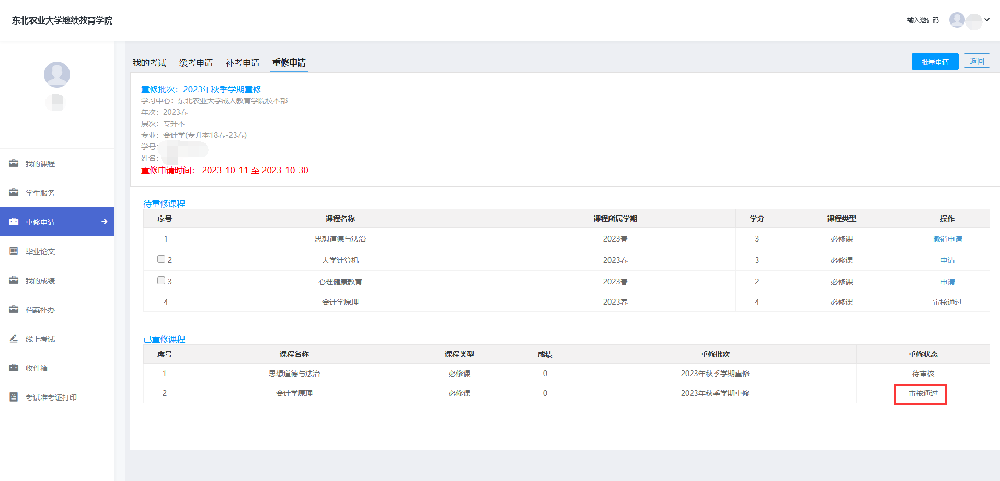 东北农业大学继续教育学院
输入邀请码
我的课程
学生服务
重修申请
毕业论文
我的成绩
档案补办
线上考试
收件箱
考试准考证打印
我的考试 缓考申请 补考申请 重修申请
批量申请 返回
重修批次：2023年秋季学期重修
学习中心：东北农业大学成人教育学院校本部
年次：2023春
层次：专升本
专业：会计学(专升本18春-23春)
学号:
姓名：
重修申请时间： 2023-10-11 至 2023-10-30
待重修课程
序号 课程名称 课程所属学期 学分 课程类型 操作
1 思想道德与法治 2023春 3 必修课 撤销申请
2 大学计算机 2023春 3 必修课 申请
3 心理健康教育 2023春 2 必修课 申请
4 会计学原理 2023春 4 必修课 审核通过
已重修课程
序号 课程名称 课程类型 成绩 重修批次 重修状态
1 思想道德与法治 必修课 0 2023年秋季学期重修 待审核
2 会计学原理 必修课 0 2023年秋季学期重修 审核通过